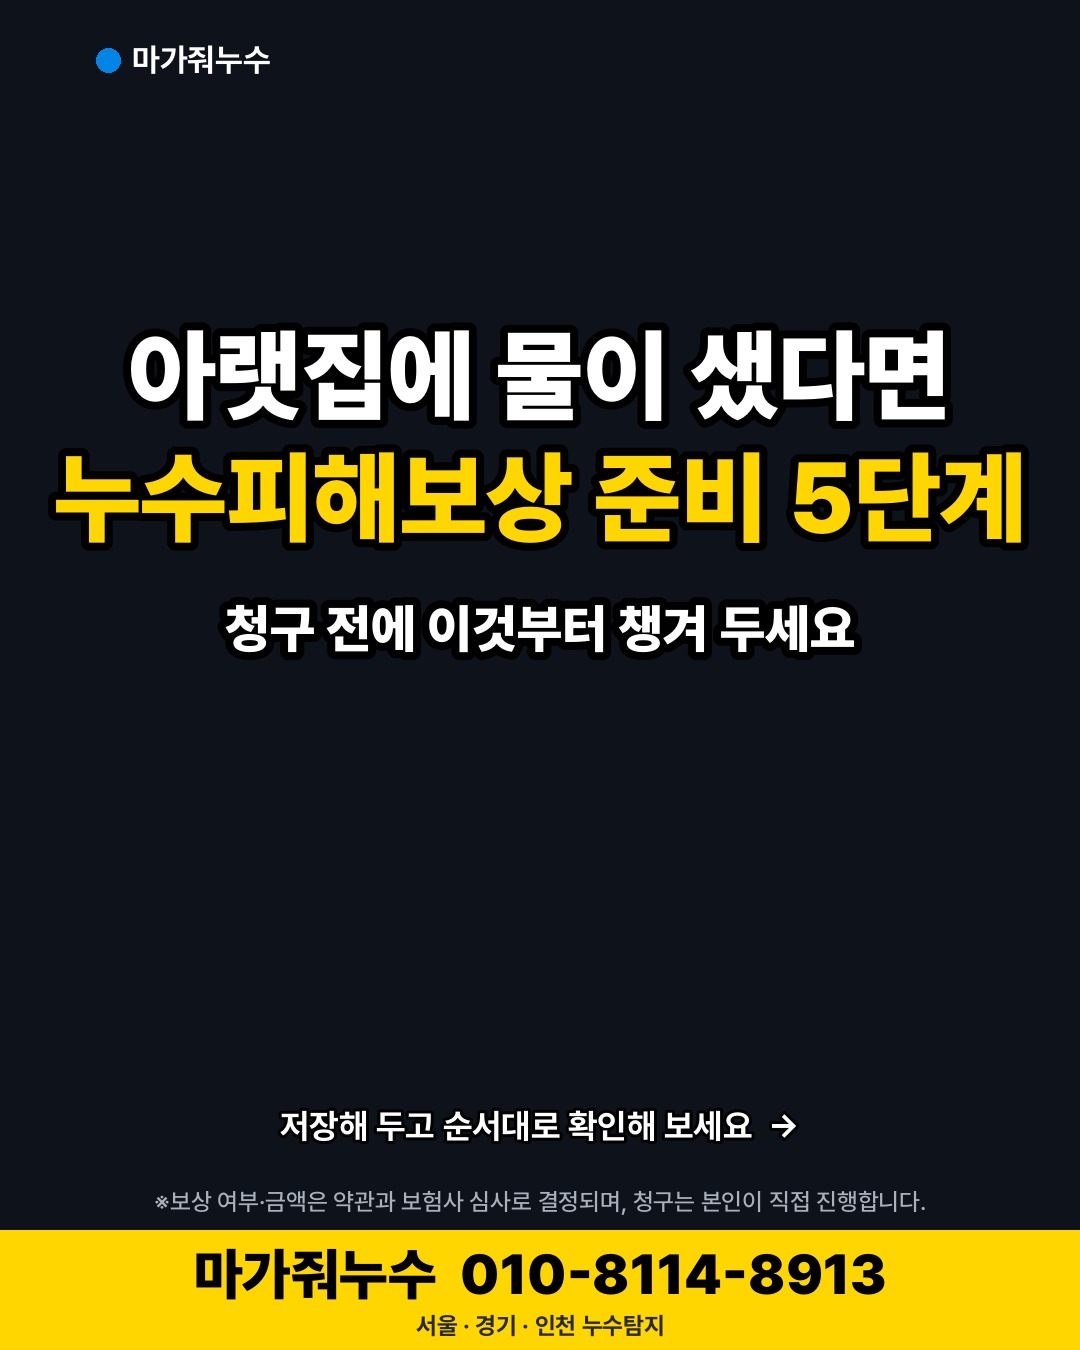 마가줘누수
아랫집에 물이 샜다면
누수피해보상 준비 5단계
청구 전에 이것부터 챙겨 두세요
저장해 두고 순서대로 확인해 보세요 →
※보상 여부·금액은 약관과 보험사 심사로 결정되며, 청구는 본인이 직접 진행합니다.
마가줘누수 010-8114-8913
서울 · 경기 · 인천 누수탐지